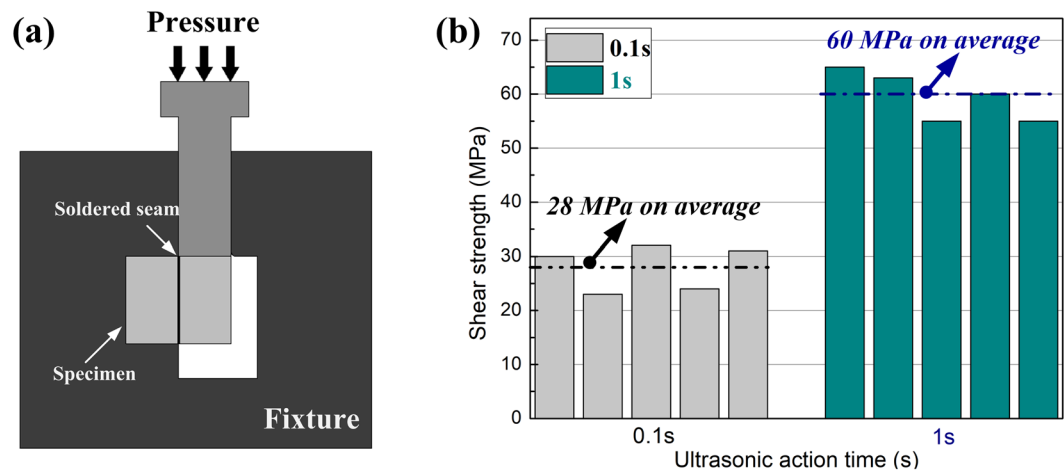 (a)
Pressure
Soldered seam
Specimen
Fixture
(b)
70
60
50
40
30
20
10
0
Shear strength (MPa)
0.1s
1s
60 MPa on average
28 MPa on average
0.1s
1s
Ultrasonic action time (s)